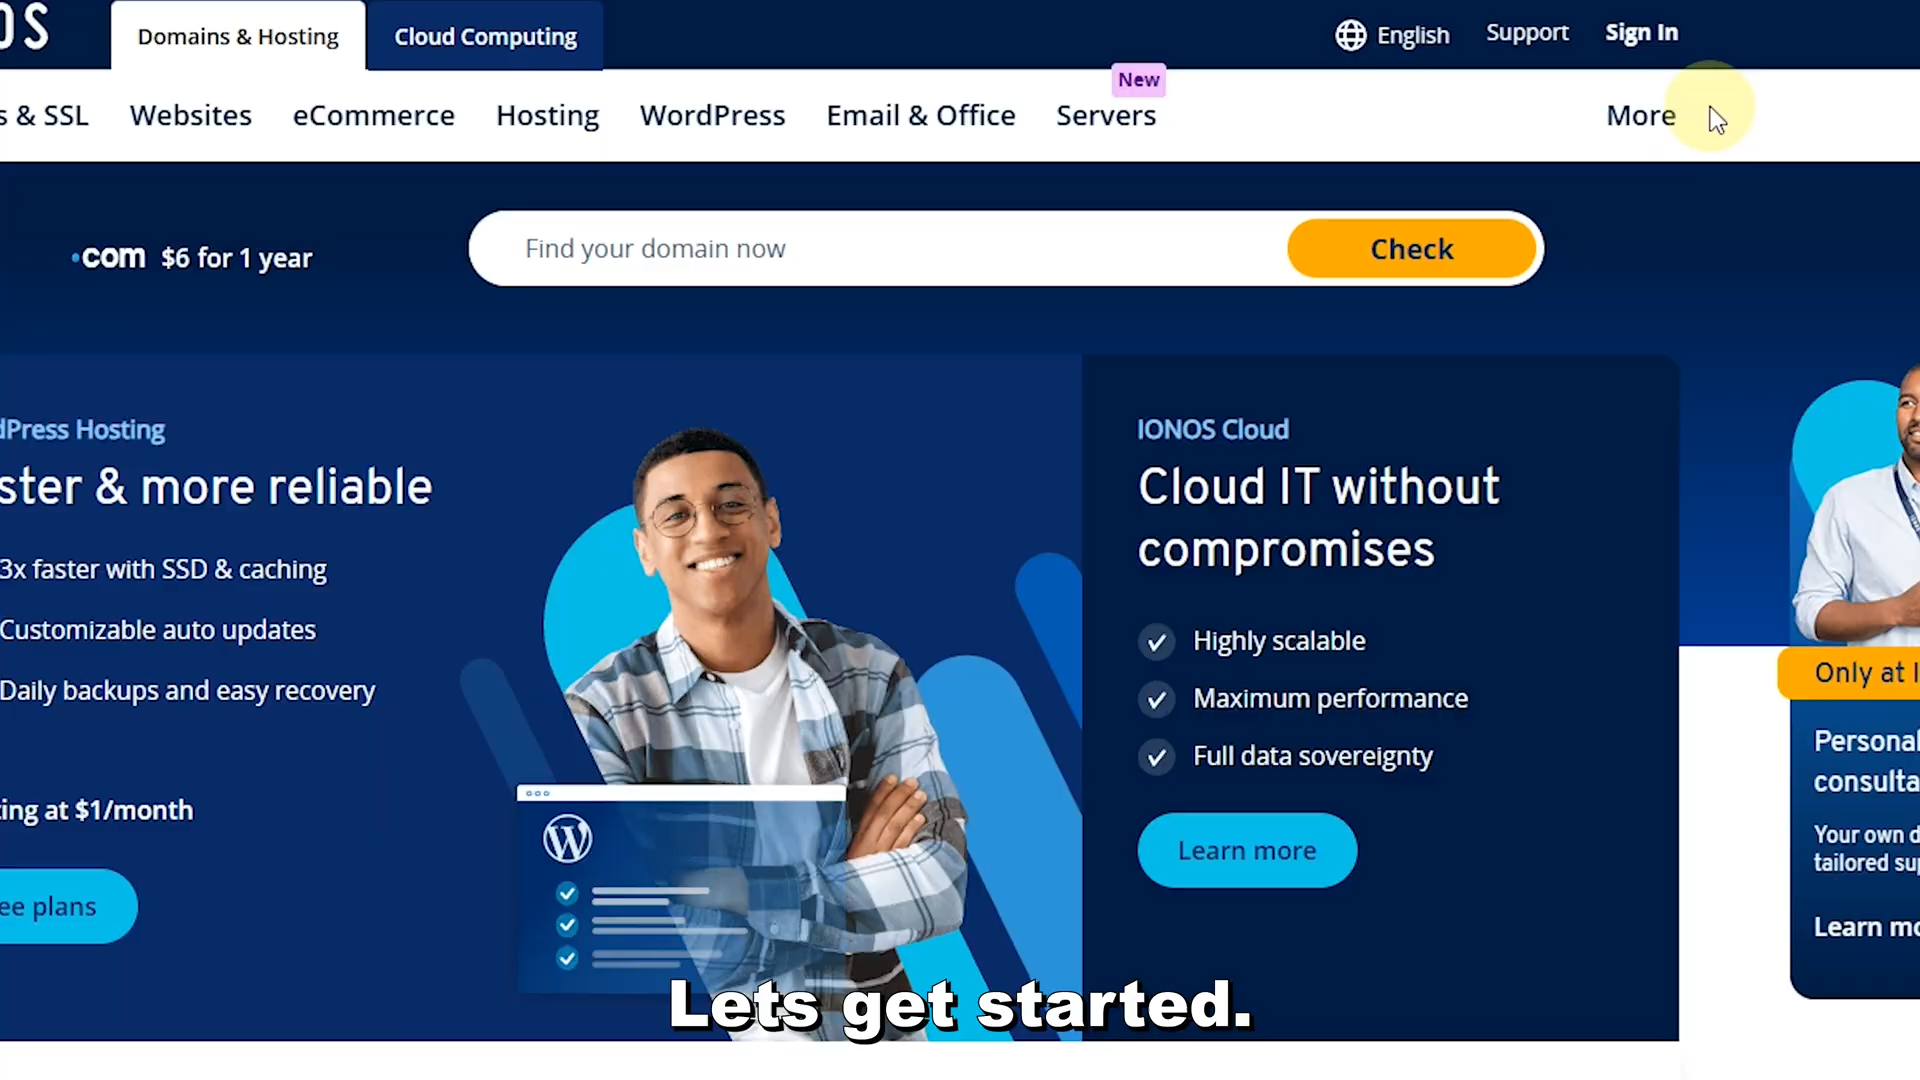 OS
Domains & Hosting
Cloud Computing
English
Support
Sign In
s & SSL
Websites
eCommerce
Hosting
WordPress
Email & Office
New
Servers
More
.com $6 for 1 year
Find your domain now
Check
dPress Hosting
ster & more reliable
3x faster with SSD & caching
Customizable auto updates
Daily backups and easy recovery
ting at $1/month
ee plans
IONOS Cloud
Cloud IT without
compromises
Highly scalable
Maximum performance
Full data sovereignty
Learn more
Only at I
Personal
consulta
Your own d
tailored su
Learn mo
Lets get started.